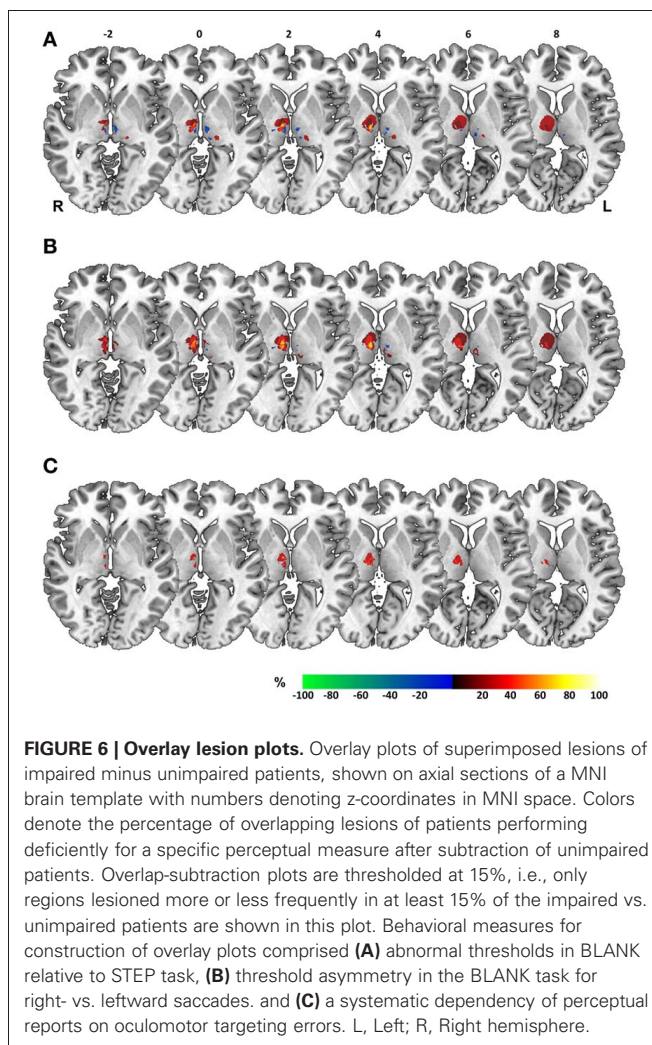 A
-2 0 2 4 6 8
R L
B
C
%
-100 -80 -60 -40 -20 20 40 60 80 100
FIGURE 6 | Overlay lesion plots. Overlay plots of superimposed lesions of
impaired minus unimpaired patients, shown on axial sections of a MNI
brain template with numbers denoting z-coordinates in MNI space. Colors
denote the percentage of overlapping lesions of patients performing
deficiently for a specific perceptual measure after subtraction of unimpaired
patients. Overlap-subtraction plots are thresholded at 15%, i.e., only
regions lesioned more or less frequently in at least 15% of the impaired vs.
unimpaired patients are shown in this plot. Behavioral measures for
construction of overlay plots comprised (A) abnormal thresholds in BLANK
relative to STEP task, (B) threshold asymmetry in the BLANK task for
right- vs. leftward saccades. and (C) a systematic dependency of perceptual
reports on oculomotor targeting errors. L, Left; R, Right hemisphere.